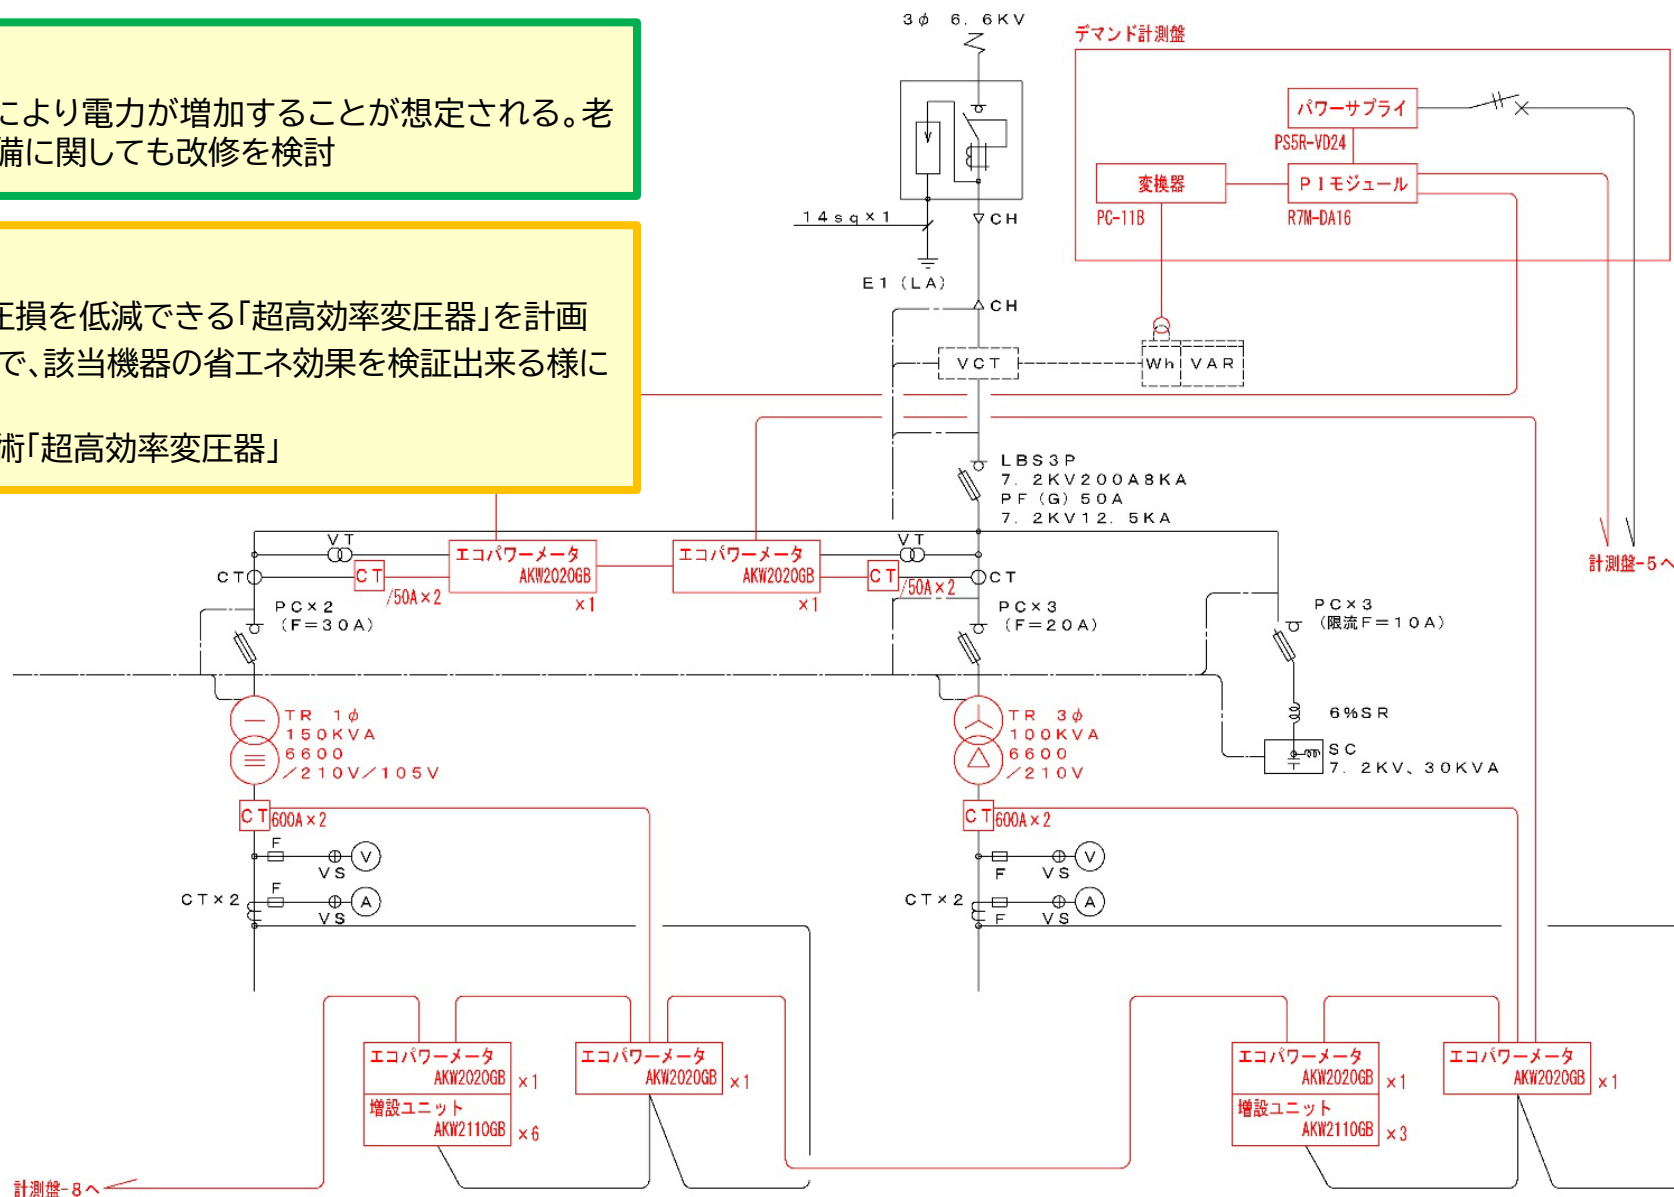 により電力が増加することが想定される。老
備に関しても改修を検討
圧損を低減できる「超高効率変圧器」を計画
で、該当機器の省エネ効果を検証出来る様に
術「超高効率変圧器」
3φ 6.6KV
14sq×1
CH
E1(LA)
CH
VCT
Wh VAR
デマンド計測盤
パワーサプライ
PS5R-VD24
変換器
PC-11B
PIモジュール
R7M-DA16
計測盤-5へ
LBS3P
7.2KV200A8KA
PF(G)50A
7.2KV12.5KA
VT
CT
CT
/50A×2
エコパワーメータ
AKW2020GB
×1
エコパワーメータ
AKW2020GB
×1
VT
CT
/50A×2
CT
PC×2
(F=30A)
PC×3
(F=20A)
PC×3
(限流F=10A)
TR 1φ
150KVA
6600
/210V/105V
TR 3φ
100KVA
6600
/210V
6%SR
SC
7.2KV、30KVA
CT
600A×2
F
VS
V
CT×2
F
VS
A
CT
600A×2
F
VS
V
CT×2
F
VS
A
エコパワーメータ
AKW2020GB
×1
増設ユニット
AKW2110GB
×6
エコパワーメータ
AKW2020GB
×1
エコパワーメータ
AKW2020GB
×1
増設ユニット
AKW2110GB
×3
エコパワーメータ
AKW2020GB
×1
計測盤-8へ